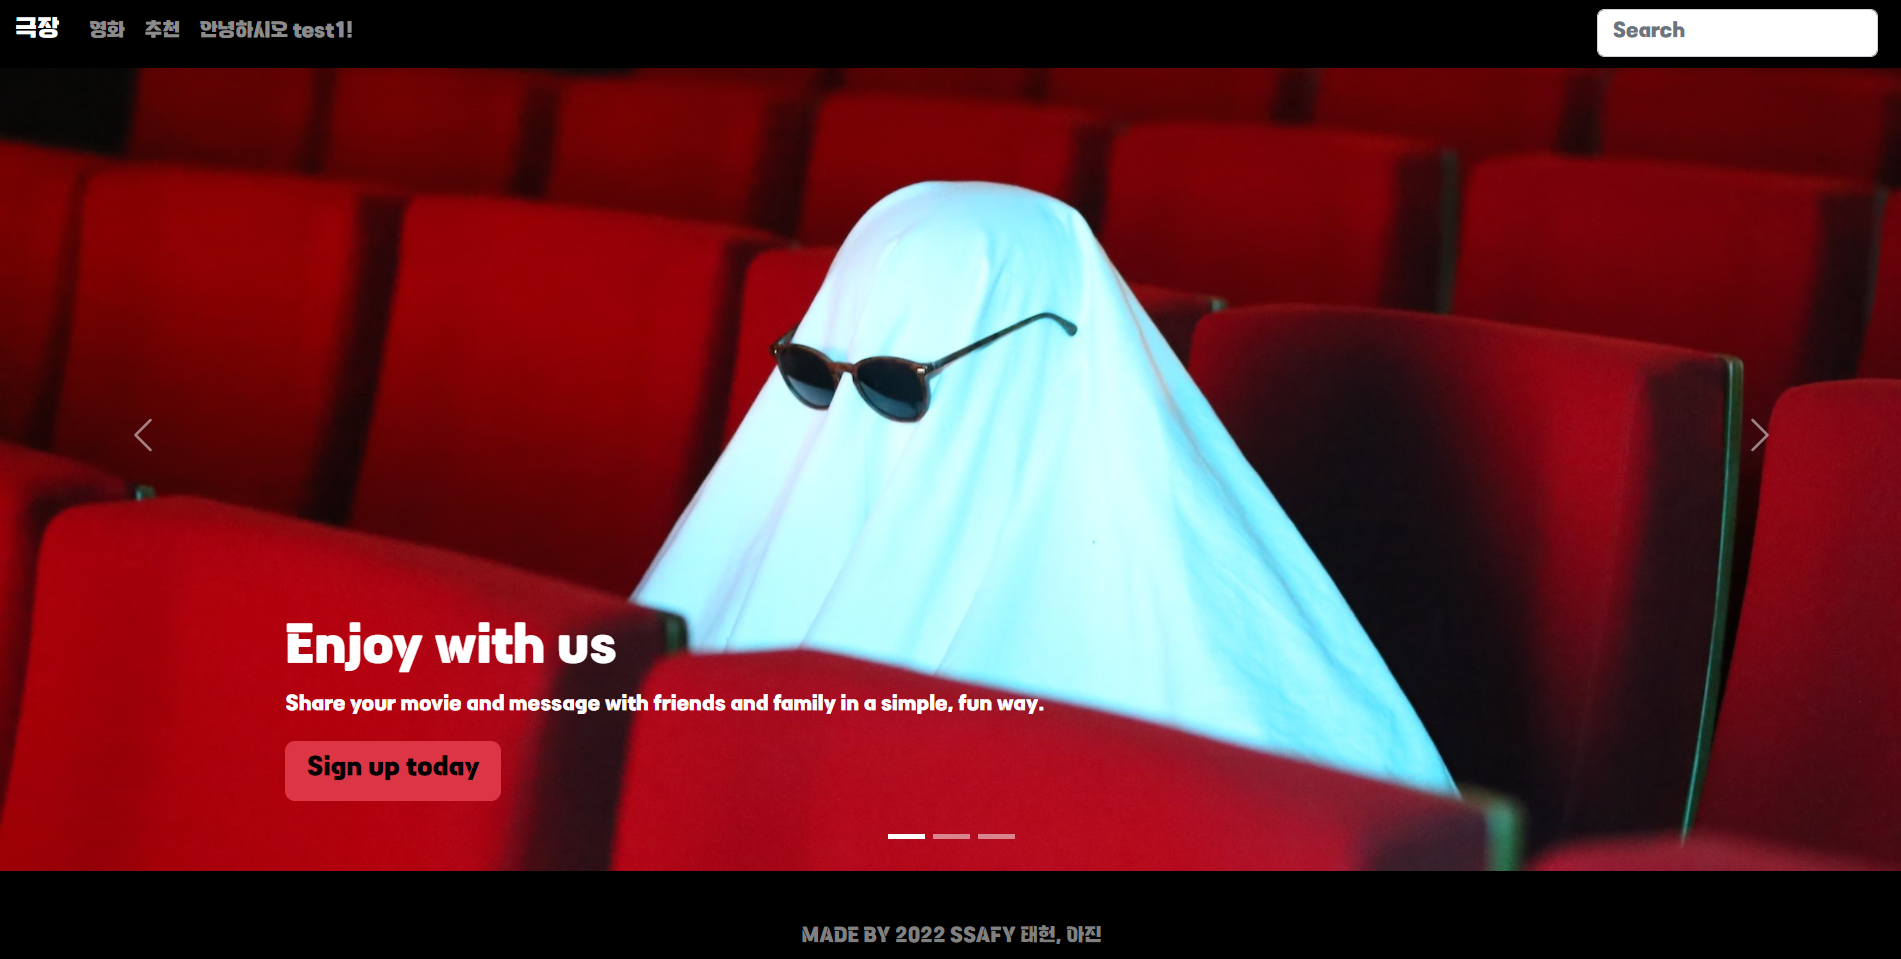 극장 영화 추천 안녕하시오 test1! Search
Enjoy with us
Share your movie and message with friends and family in a simple, fun way.
Sign up today
MADE BY 2022 SSAFY 태헌, 아진